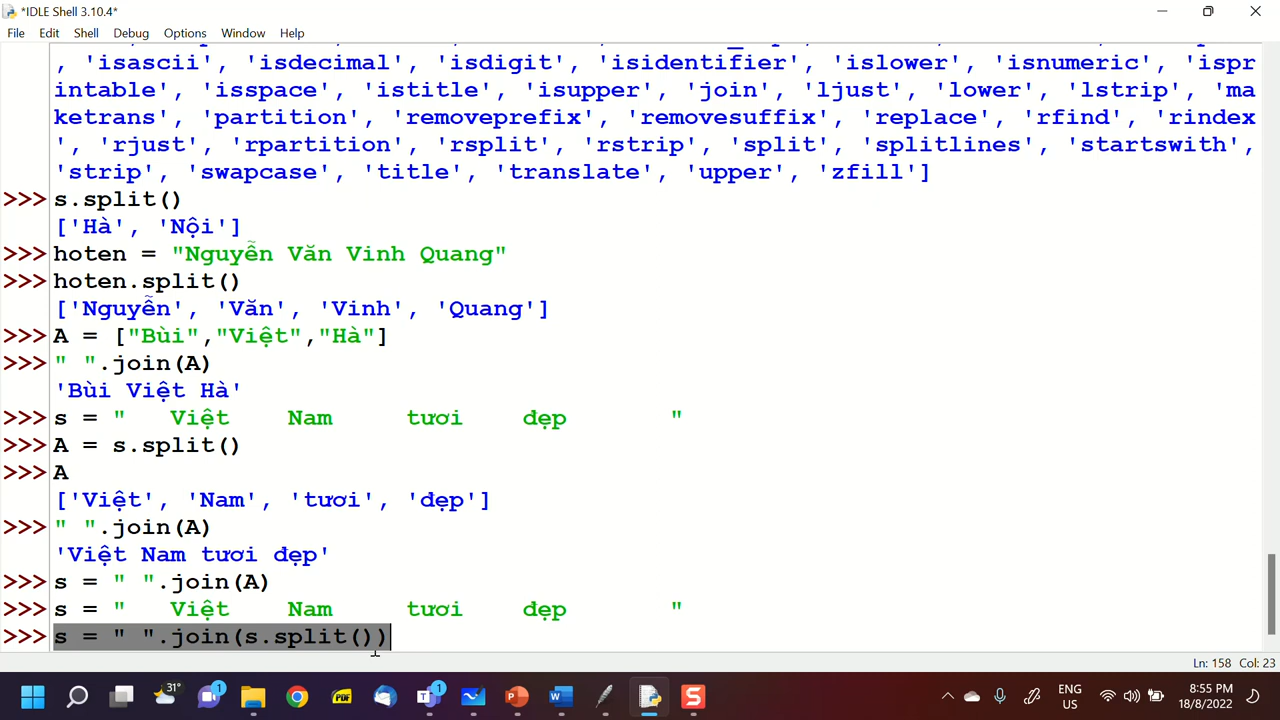 *IDLE Shell 3.10.4*
File Edit Shell Debug Options Window Help
, 'isascii', 'isdecimal', 'isdigit', 'isidentifier', 'islower', 'isnumeric', 'ispr
intable', 'isspace', 'istitle', 'isupper', 'join', 'ljust', 'lower', 'lstrip', 'ma
ketrans', 'partition', 'removeprefix', 'removesuffix', 'replace', 'rfind', 'rindex
', 'rjust', 'rpartition', 'rsplit', 'rstrip', 'split', 'splitlines', 'startswith',
'strip', 'swapcase', 'title', 'translate', 'upper', 'zfill']
>>> s.split()
['Hà', 'Nội']
>>> hoten = "Nguyễn Văn Vinh Quang"
>>> hoten.split()
['Nguyễn', 'Văn', 'Vinh', 'Quang']
>>> A = ["Bùi","Việt","Hà"]
>>> " ".join(A)
'Bùi Việt Hà'
>>> s = "   Việt    Nam     tươi    đẹp       "
>>> A = s.split()
>>> A
['Việt', 'Nam', 'tươi', 'đẹp']
>>> " ".join(A)
'Việt Nam tươi đẹp'
>>> s = " ".join(A)
>>> s = "   Việt    Nam     tươi    đẹp       "
>>> s = " ".join(s.split())
Ln: 158 Col: 23
31° 1 PDF 1 W S ENG US 8:55 PM 18/8/2022